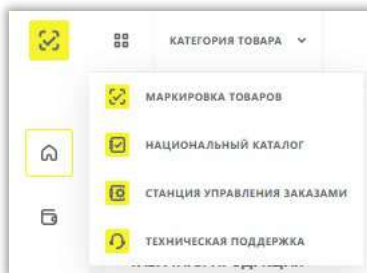 КАТЕГОРИЯ ТОВАРА
МАРКИРОВКА ТОВАРОВ
НАЦИОНАЛЬНЫЙ КАТАЛОГ
СТАНЦИЯ УПРАВЛЕНИЯ ЗАКАЗАМИ
ТЕХНИЧЕСКАЯ ПОДДЕРЖКА